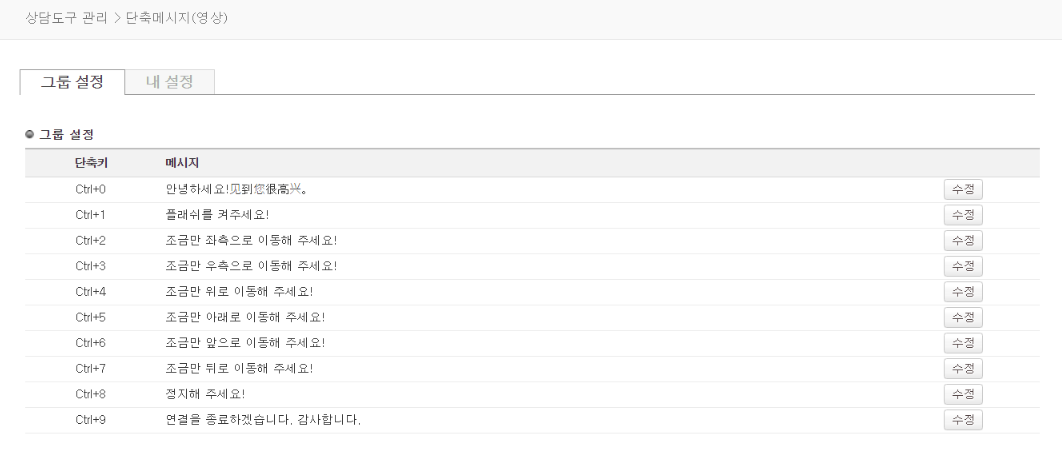 상담도구 관리 > 단축메시지(영상)
그룹 설정 내 설정
그룹 설정
단축키 메시지
Ctrl+0 안녕하세요!见到您很高兴。 수정
Ctrl+1 플래쉬를 켜주세요! 수정
Ctrl+2 조금만 좌측으로 이동해 주세요! 수정
Ctrl+3 조금만 우측으로 이동해 주세요! 수정
Ctrl+4 조금만 위로 이동해 주세요! 수정
Ctrl+5 조금만 아래로 이동해 주세요! 수정
Ctrl+6 조금만 앞으로 이동해 주세요! 수정
Ctrl+7 조금만 뒤로 이동해 주세요! 수정
Ctrl+8 정지해 주세요! 수정
Ctrl+9 연결을 종료하겠습니다. 감사합니다. 수정